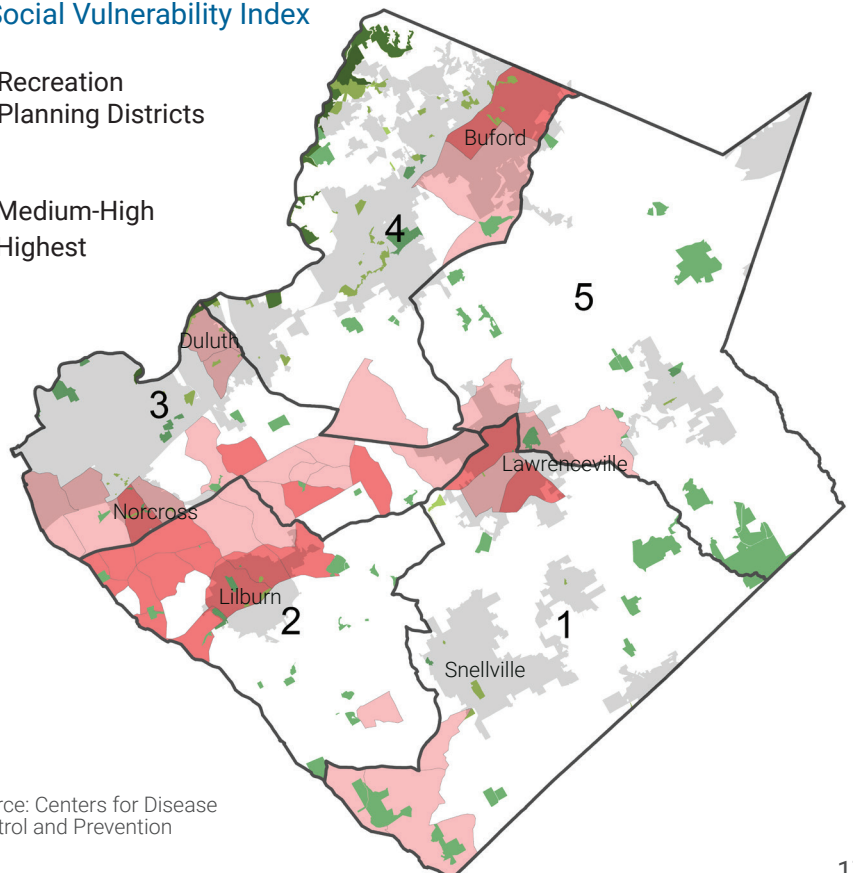 Social Vulnerability Index
Recreation
Planning Districts
Medium-High
Highest
Buford
4
5
Duluth
3
Lawrenceville
Norcross
Lilburn
2
1
Snellville
rce: Centers for Disease
trol and Prevention
1